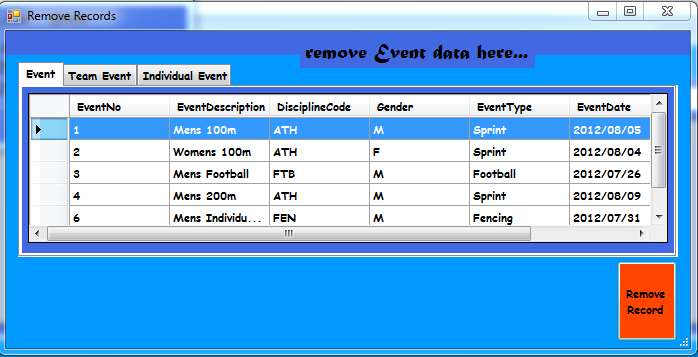 Remove Records
remove Event data here...
Event Team Event Individual Event
EventNo EventDescription DisciplineCode Gender EventType EventDate
1 Mens 100m ATH M Sprint 2012/08/05
2 Womens 100m ATH F Sprint 2012/08/04
3 Mens Football FTB M Football 2012/07/26
4 Mens 200m ATH M Sprint 2012/08/09
6 Mens Individu... FEN M Fencing 2012/07/31
Remove
Record